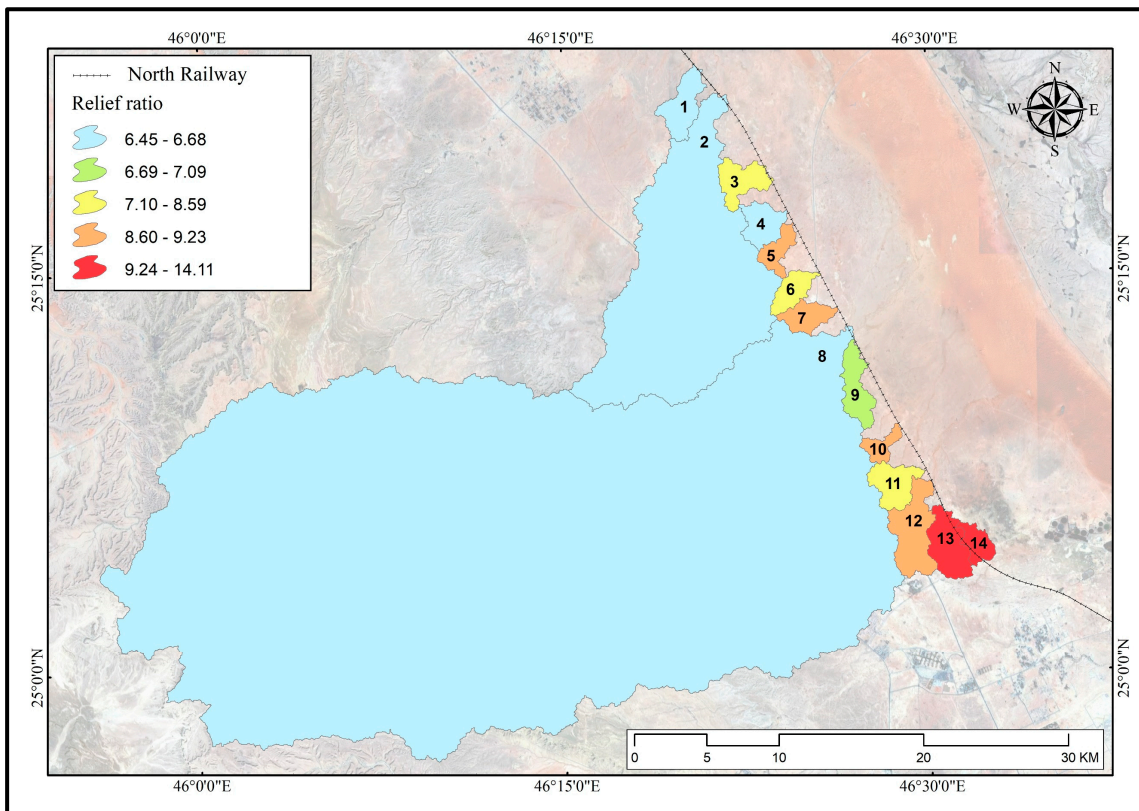 46°0'0"E 46°15'0"E 46°30'0"E
North Railway
Relief ratio
6.45 - 6.68
6.69 - 7.09
7.10 - 8.59
8.60 - 9.23
9.24 - 14.11
N
W E
S
1
2
3
4
5
6
7
8
9
10
11
12
13
14
25°15'0"N 25°15'0"N
25°0'0"N 25°0'0"N
0 5 10 20 30 KM
46°0'0"E 46°15'0"E 46°30'0"E